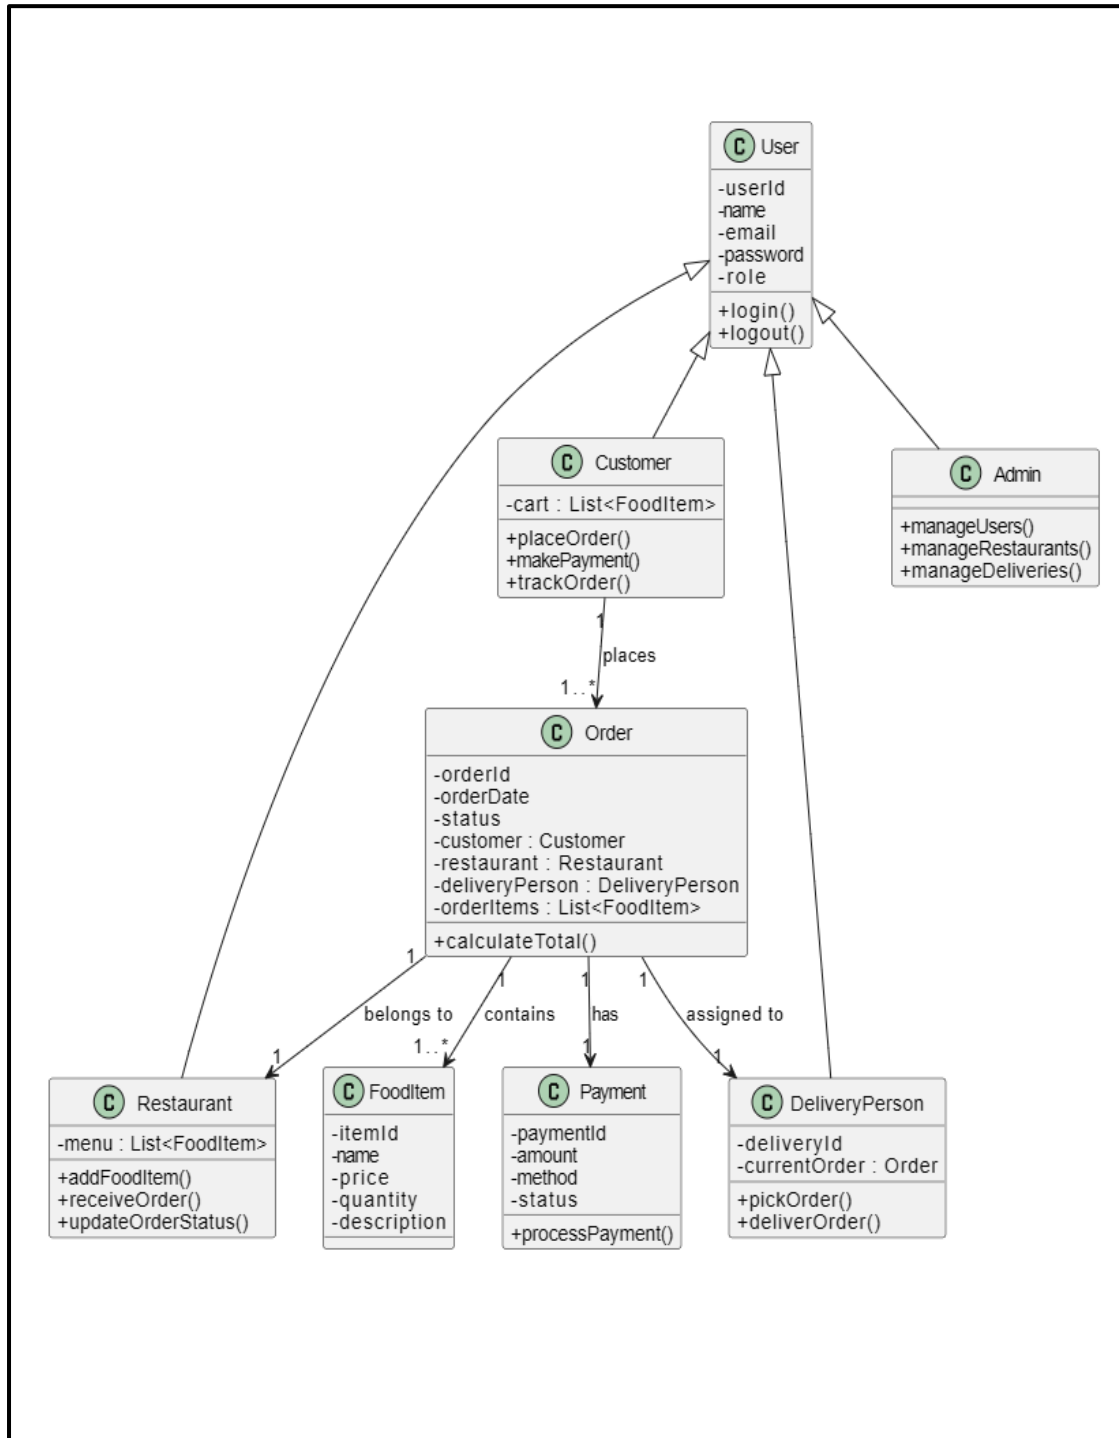 C User
-userId
-name
-email
-password
-role
+login()
+logout()
C Customer
-cart : List<FoodItem>
+placeOrder()
+makePayment()
+trackOrder()
C Admin
+manageUsers()
+manageRestaurants()
+manageDeliveries()
1
places
1..*
C Order
-orderId
-orderDate
-status
-customer : Customer
-restaurant : Restaurant
-deliveryPerson : DeliveryPerson
-orderItems : List<FoodItem>
+calculateTotal()
1
belongs to
1
1
contains
1..*
1
has
1
1
assigned to
1
C Restaurant
-menu : List<FoodItem>
+addFoodItem()
+receiveOrder()
+updateOrderStatus()
C FoodItem
-itemId
-name
-price
-quantity
-description
C Payment
-paymentId
-amount
-method
-status
+processPayment()
C DeliveryPerson
-deliveryId
-currentOrder : Order
+pickOrder()
+deliverOrder()